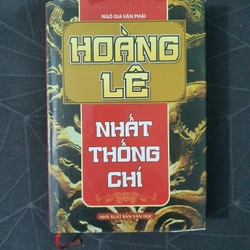 NGÔ GIA VĂN PHÁI
HOÀNG
LÊ
NHẤT
THỐNG
CHÍ
NHÀ XUẤT BẢN VĂN HỌC